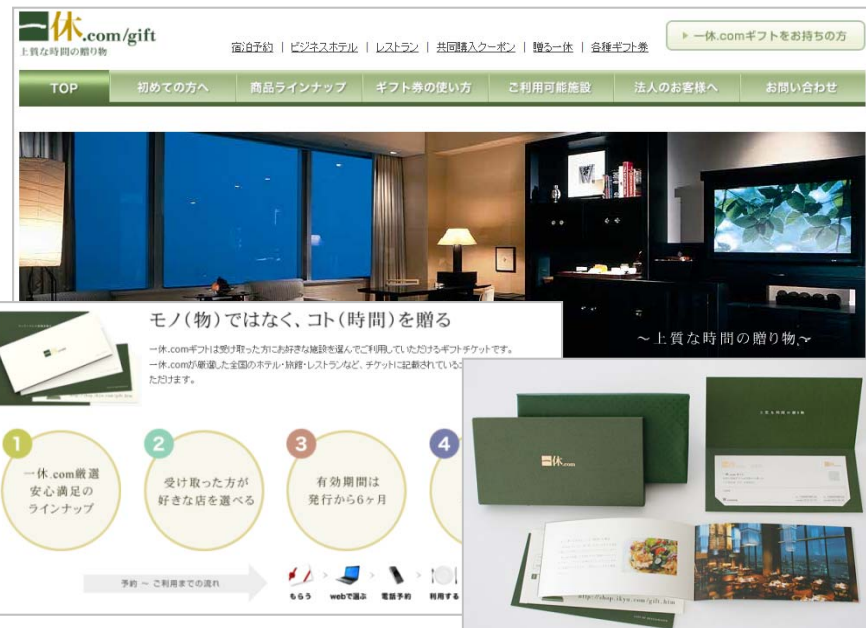 一休.com/gift
上質な時間の贈り物
宿泊予約 | ビジネスホテル | レストラン | 共同購入クーポン | 贈る一休 | 各種ギフト券
一休.comギフトをお持ちの方
TOP
初めての方へ
商品ラインナップ
ギフト券の使い方
ご利用可能施設
法人のお客様へ
お問い合わせ
～上質な時間の贈り物～
モノ(物)ではなく、コト(時間)を贈る
一休.comギフトは受け取った方にお好きな施設を選んでご利用していただけるギフトチケットです。
一休.comが厳選した全国のホテル・旅館・レストランなど、チケットに記載されている
ただけます。
1
一休.com厳選
安心満足の
ラインナップ
2
受け取った方が
好きな店を選べる
3
有効期間は
発行から6ヶ月
4
予約 ～ ご利用までの流れ
もらう
webで選ぶ
電話予約
利用する
一休.com
上質な時間の贈り物
http://shop.ikyu.com/gift.htm